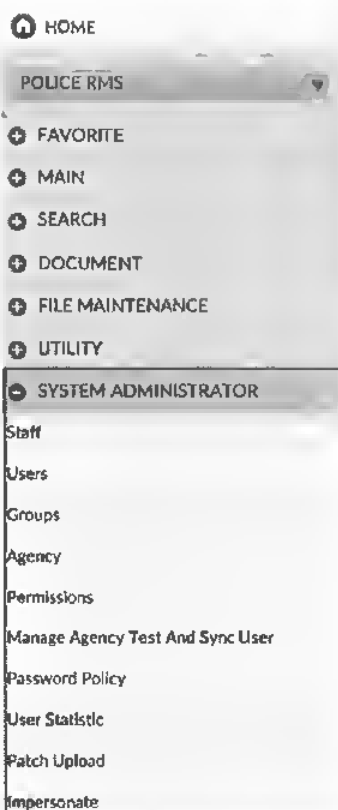 HOME
POLICE RMS
FAVORITE
MAIN
SEARCH
DOCUMENT
FILE MAINTENANCE
UTILITY
SYSTEM ADMINISTRATOR
Staff
Users
Groups
Agency
Permissions
Manage Agency Test And Sync User
Password Policy
User Statistic
Patch Upload
Impersonate